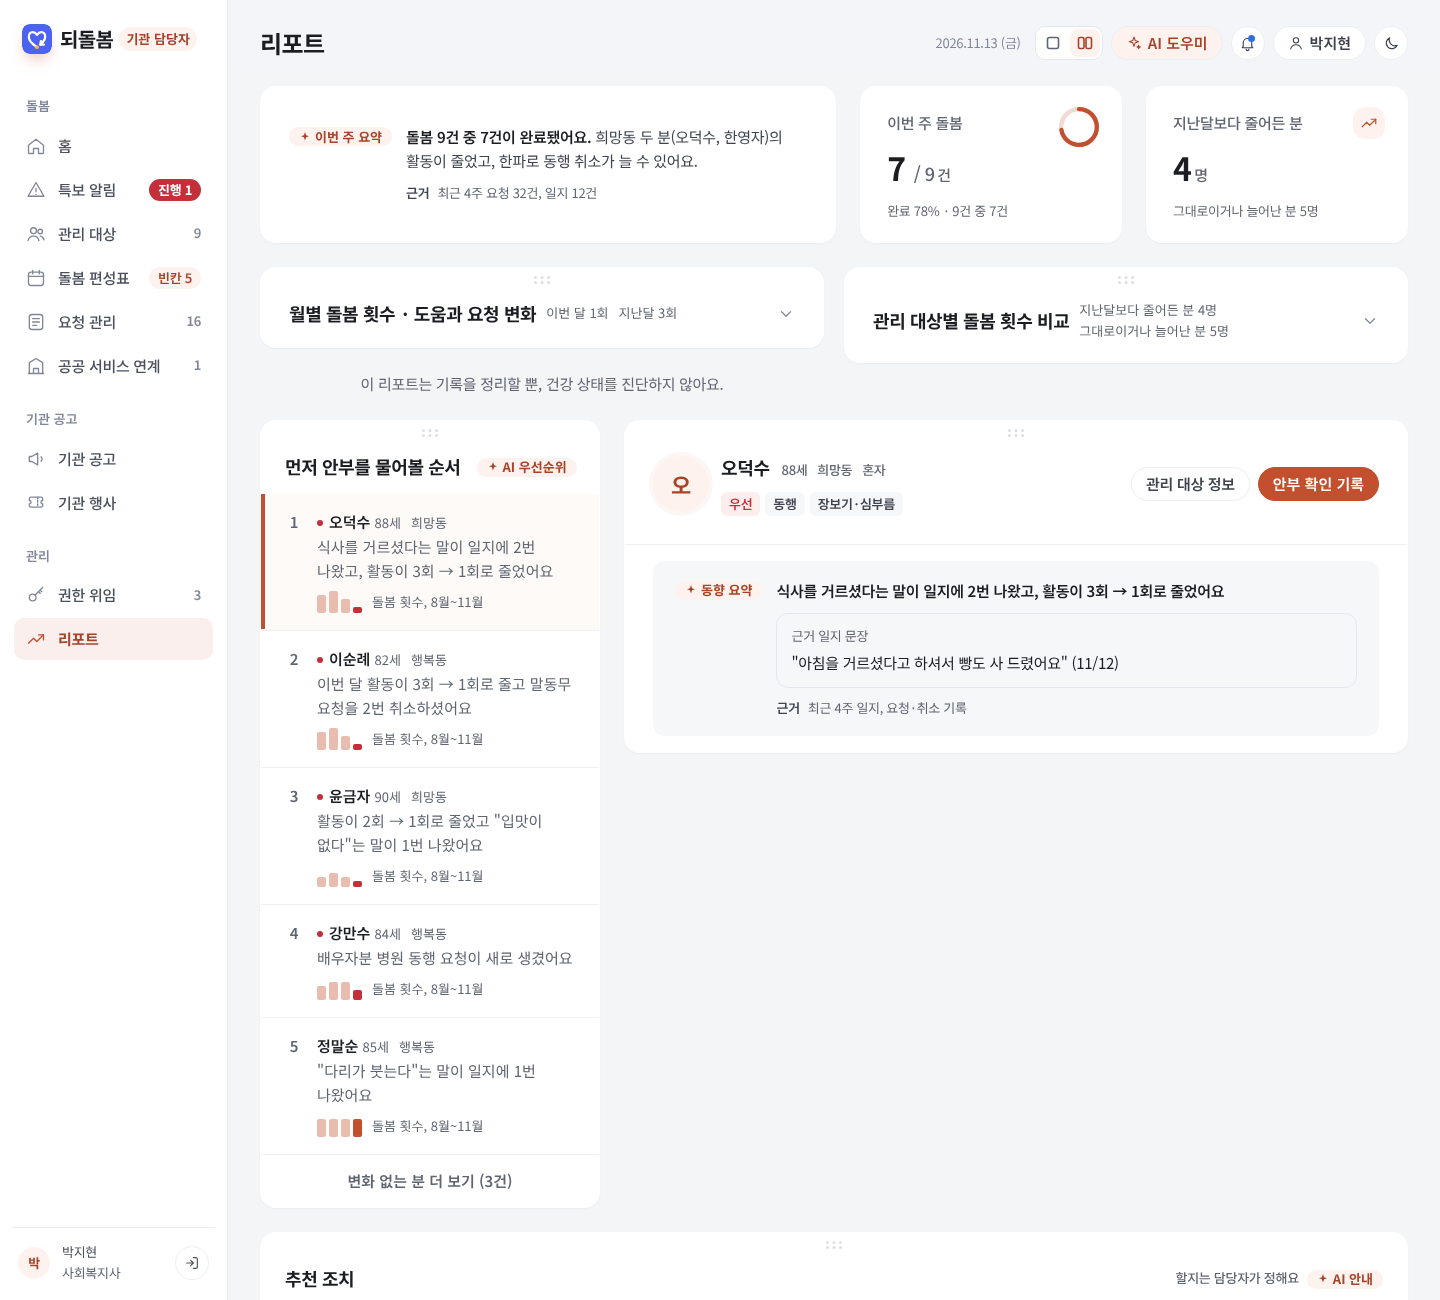 되돌봄 기관 담당자
돌봄
홈
특보 알림 진행 1
관리 대상 9
돌봄 편성표 빈칸 5
요청 관리 16
공공 서비스 연계 1
기관 공고
기관 공고
기관 행사
관리
권한 위임 3
리포트
박
박지현
사회복지사
리포트
2026.11.13 (금)
AI 도우미
박지현
이번 주 요약
돌봄 9건 중 7건이 완료됐어요. 희망동 두 분(오덕수, 한영자)의
활동이 줄었고, 한파로 동행 취소가 늘 수 있어요.
근거 최근 4주 요청 32건, 일지 12건
이번 주 돌봄
7 / 9건
완료 78% · 9건 중 7건
지난달보다 줄어든 분
4명
그대로이거나 늘어난 분 5명
월별 돌봄 횟수 · 도움과 요청 변화 이번 달 1회 지난달 3회
관리 대상별 돌봄 횟수 비교
지난달보다 줄어든 분 4명
그대로이거나 늘어난 분 5명
이 리포트는 기록을 정리할 뿐, 건강 상태를 진단하지 않아요.
먼저 안부를 물어볼 순서 AI 우선순위
1 오덕수 88세 희망동
식사를 거르셨다는 말이 일지에 2번
나왔고, 활동이 3회 → 1회로 줄었어요
돌봄 횟수, 8월~11월
2 이순례 82세 행복동
이번 달 활동이 3회 → 1회로 줄고 말동무
요청을 2번 취소하셨어요
돌봄 횟수, 8월~11월
3 윤금자 90세 희망동
활동이 2회 → 1회로 줄었고 "입맛이
없다"는 말이 1번 나왔어요
돌봄 횟수, 8월~11월
4 강만수 84세 행복동
배우자분 병원 동행 요청이 새로 생겼어요
돌봄 횟수, 8월~11월
5 정말순 85세 행복동
"다리가 붓는다"는 말이 일지에 1번
나왔어요
돌봄 횟수, 8월~11월
변화 없는 분 더 보기 (3건)
오
오덕수 88세 희망동 혼자
우선 동행 장보기·심부름
관리 대상 정보
안부 확인 기록
동향 요약
식사를 거르셨다는 말이 일지에 2번 나왔고, 활동이 3회 → 1회로 줄었어요
근거 일지 문장
"아침을 거르셨다고 하셔서 빵도 사 드렸어요" (11/12)
근거 최근 4주 일지, 요청·취소 기록
추천 조치
할지는 담당자가 정해요 AI 안내